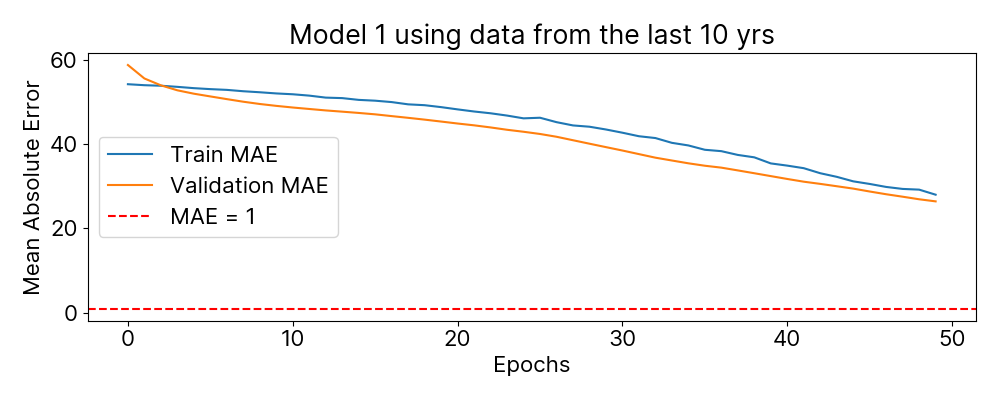 Model 1 using data from the last 10 yrs
Mean Absolute Error
60
40
20
0
Train MAE
Validation MAE
MAE = 1
0 10 20 30 40 50
Epochs